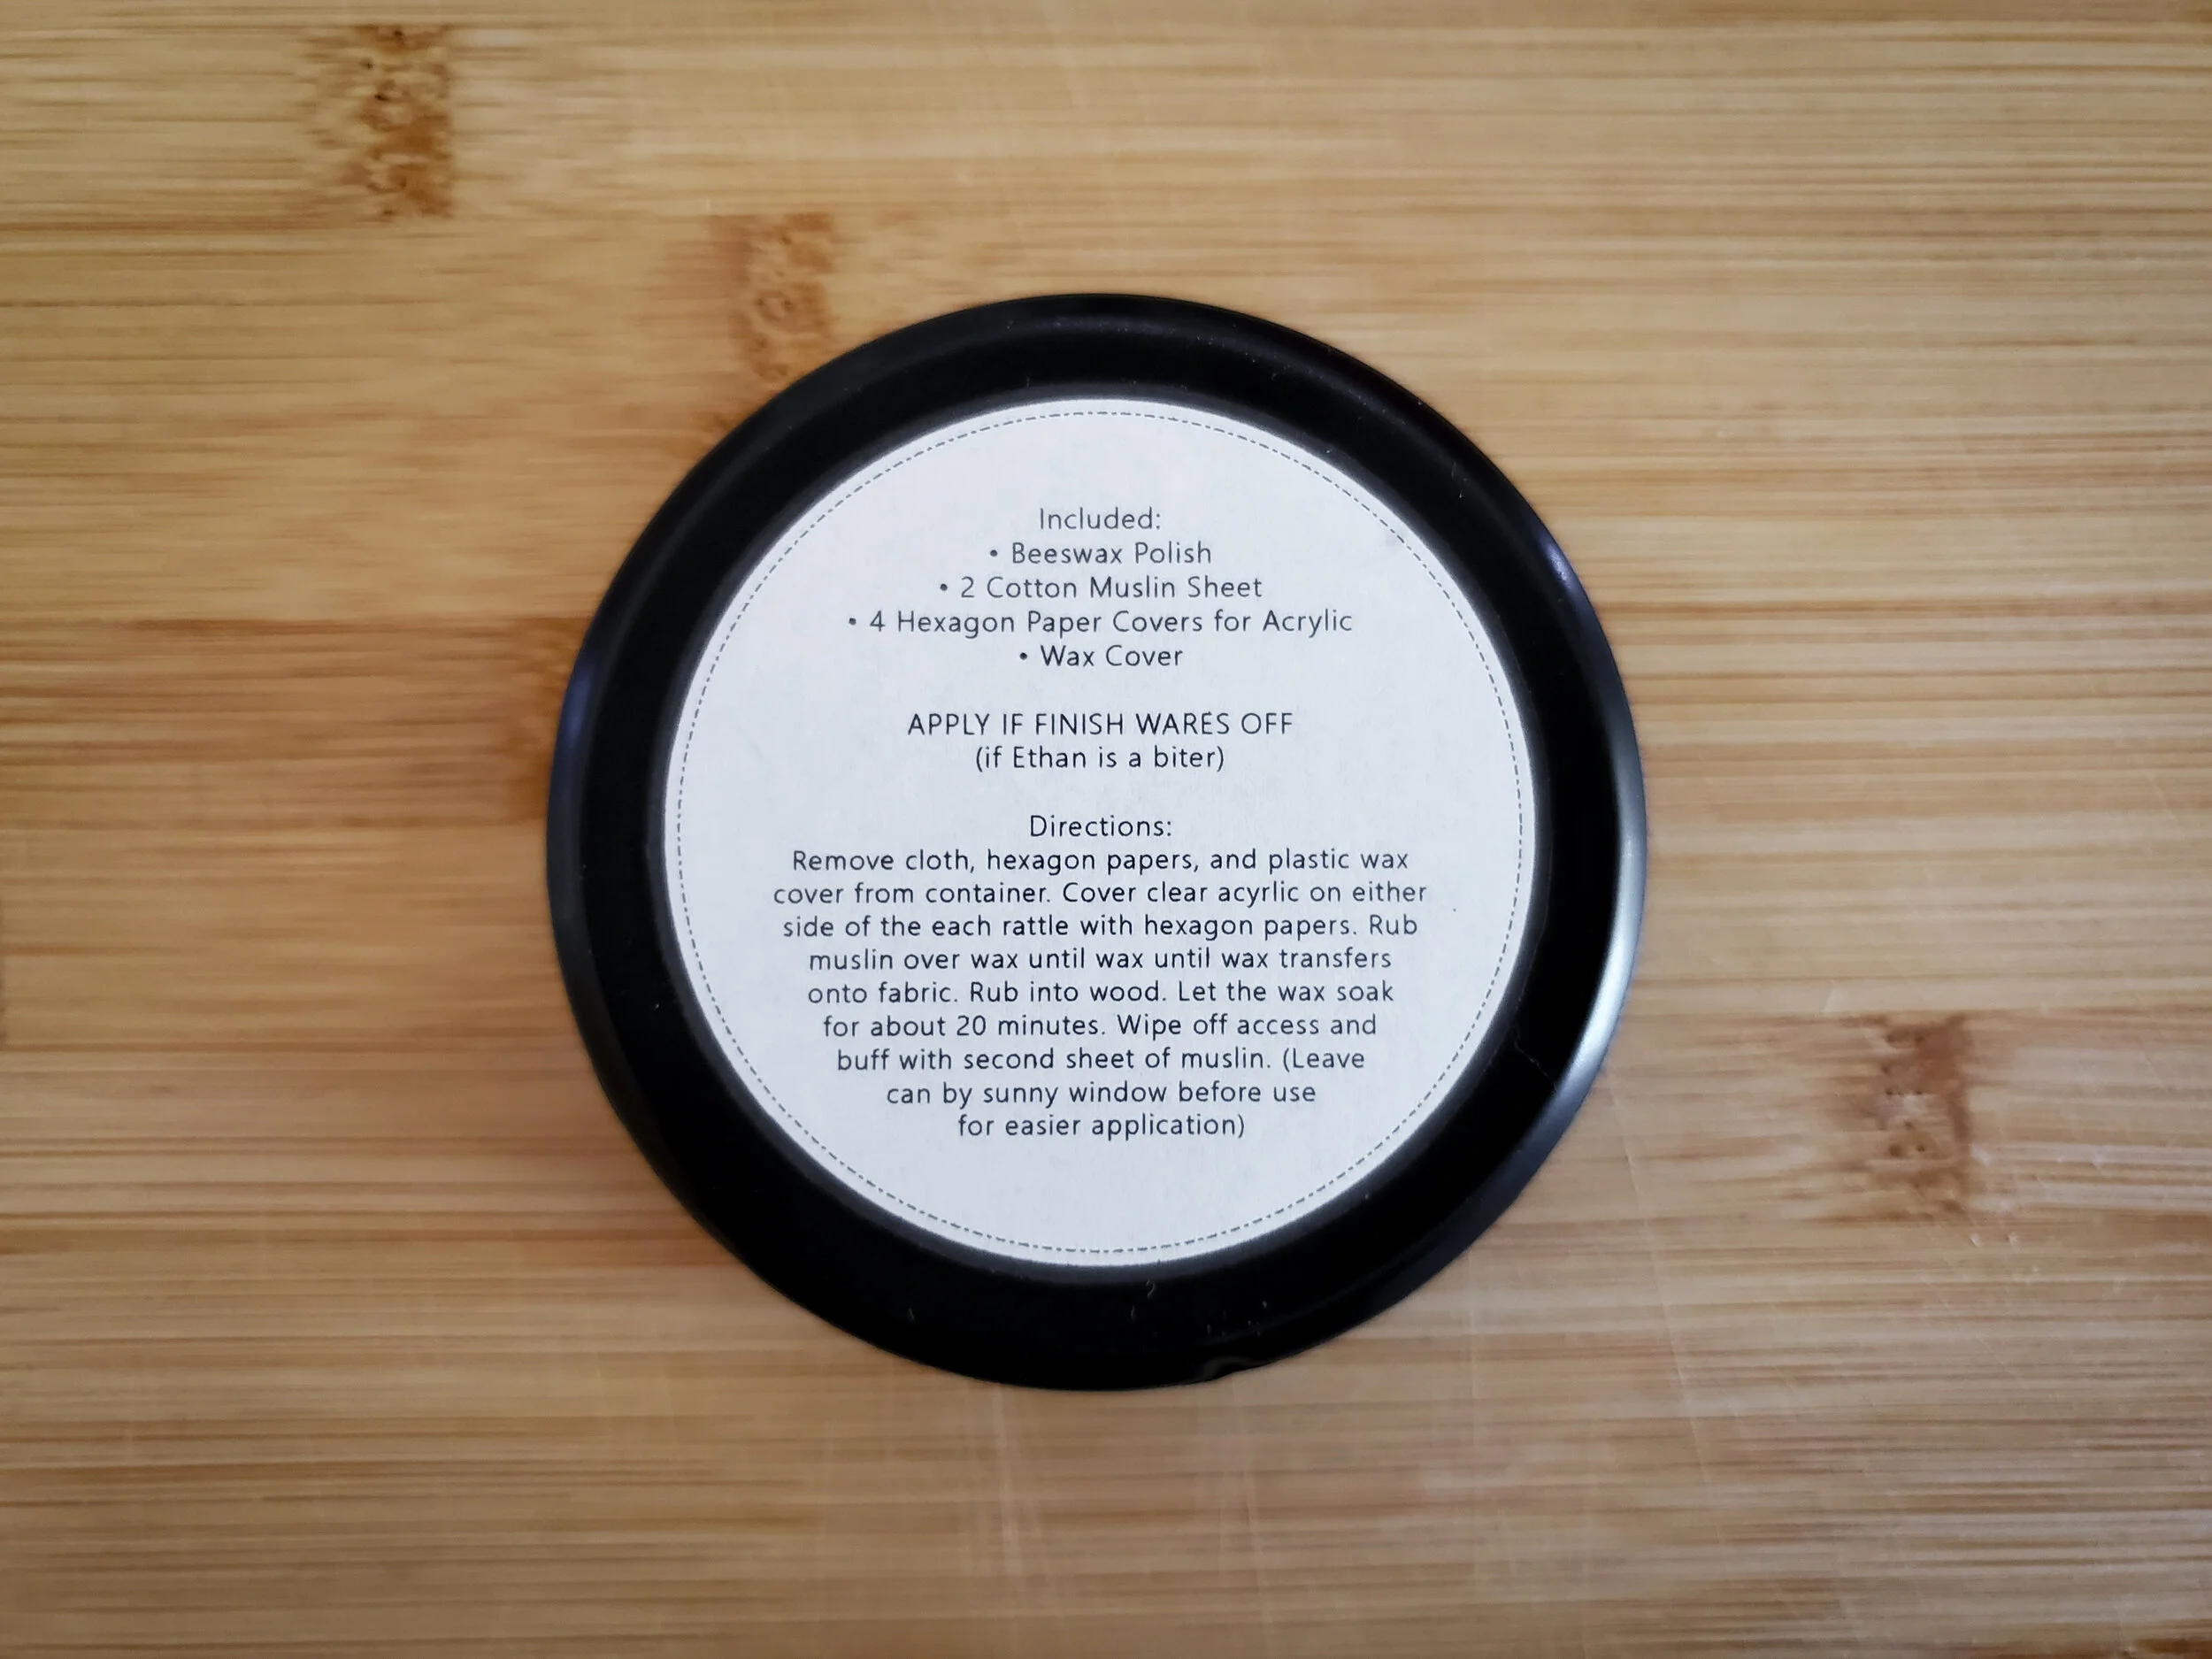 Included:
• Beeswax Polish
• 2 Cotton Muslin Sheet
• 4 Hexagon Paper Covers for Acrylic
• Wax Cover
APPLY IF FINISH WARES OFF
(if Ethan is a biter)
Directions:
Remove cloth, hexagon papers, and plastic wax
cover from container. Cover clear acyrlic on either
side of the each rattle with hexagon papers. Rub
muslin over wax until wax until wax transfers
onto fabric. Rub into wood. Let the wax soak
for about 20 minutes. Wipe off access and
buff with second sheet of muslin. (Leave
can by sunny window before use
for easier application)